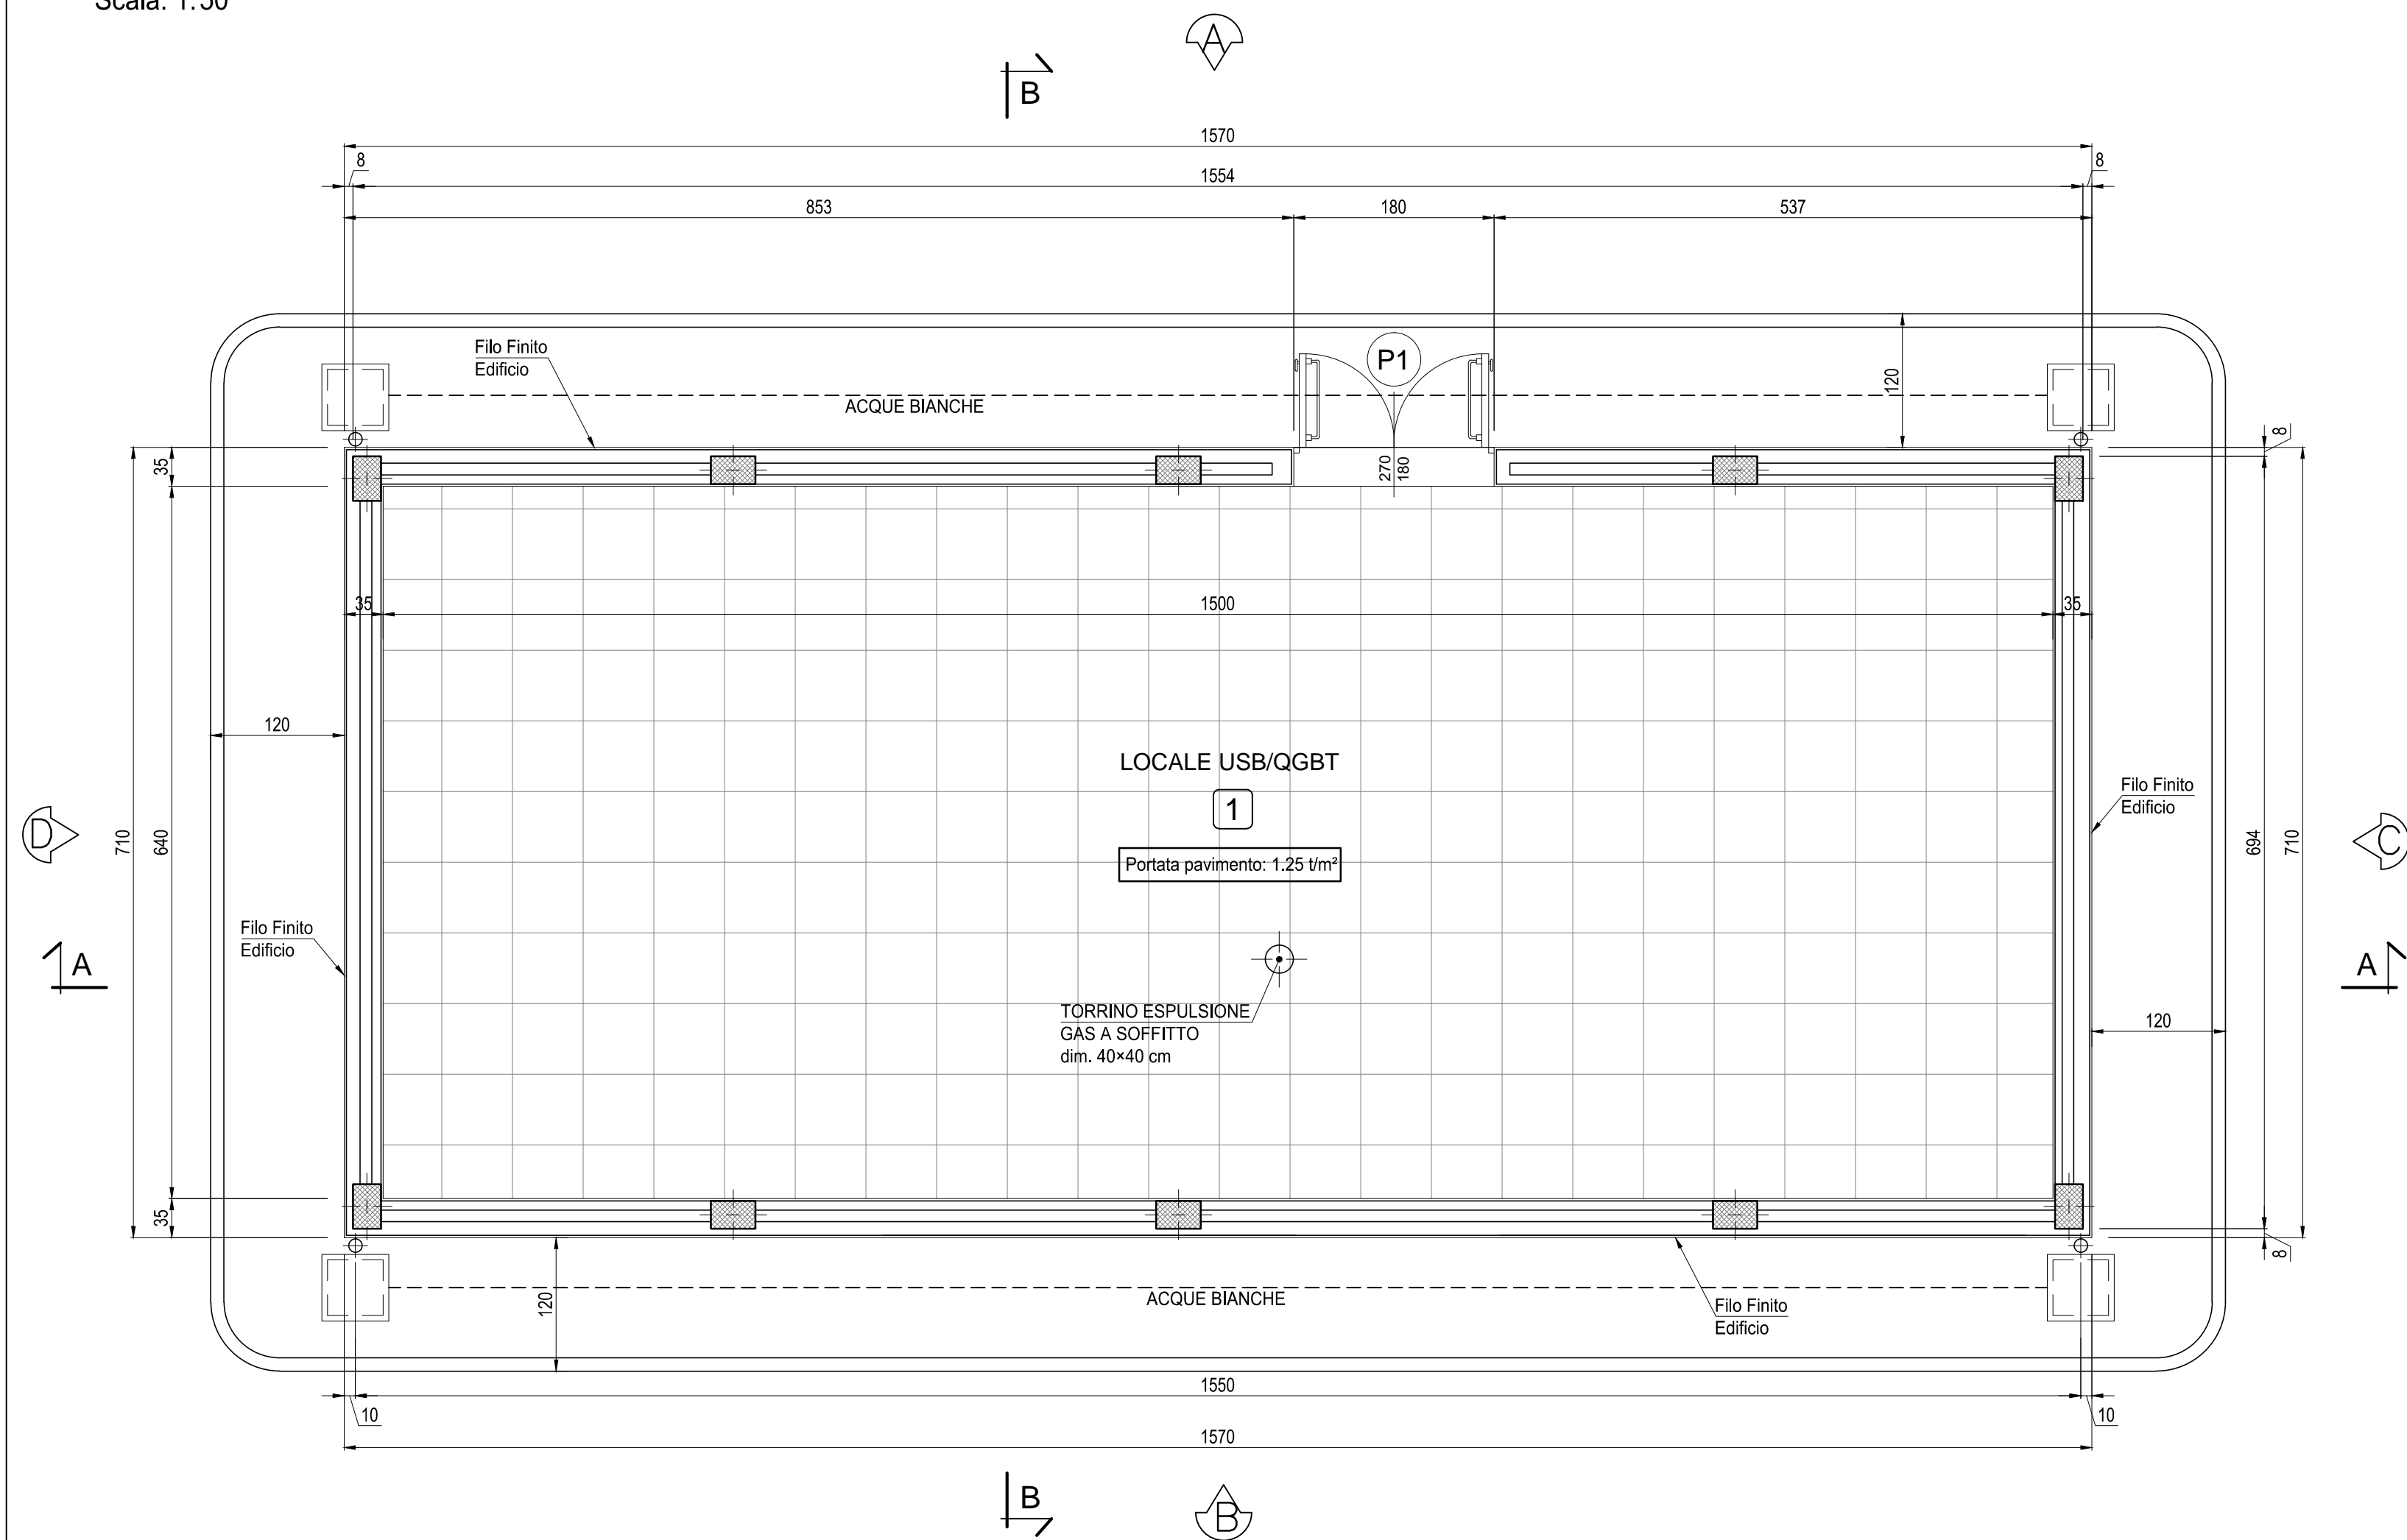 Scala: 1:50
A
B
1570
8
1554
8
853
180
537
Filo Finito
Edificio
P1
120
ACQUE BIANCHE
8
35
270
180
35
1500
35
120
LOCALE USB/QGBT
1
Portata pavimento: 1.25 t/m²
Filo Finito
Edificio
D
710
640
694
710
C
Filo Finito
Edificio
A
A
TORRINO ESPULSIONE
GAS A SOFFITTO
dim. 40×40 cm
120
35
8
120
ACQUE BIANCHE
Filo Finito
Edificio
1550
10
10
1570
B
B